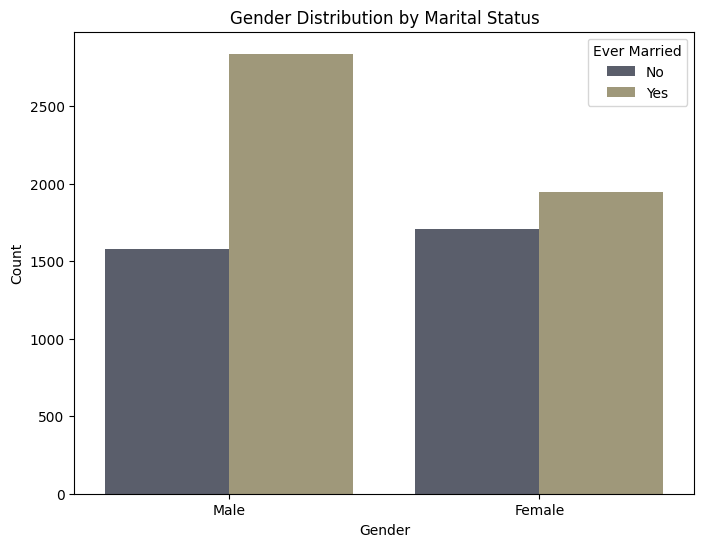 Gender Distribution by Marital Status
Ever Married
No
Yes
2500
2000
1500
1000
500
0
Count
Male
Female
Gender